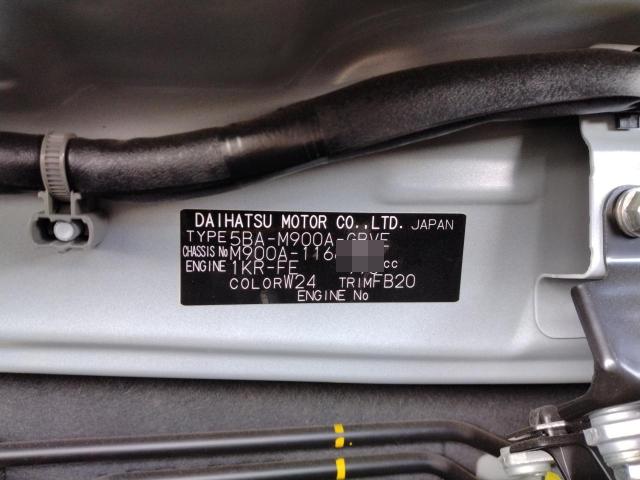 DAIHATSU MOTOR CO.,LTD. JAPAN
TYPE 5BA-M900A-GBVF
CHASSIS No M900A-116
ENGINE 1KR-FE cc
COLOR W24 TRIM FB20
ENGINE No